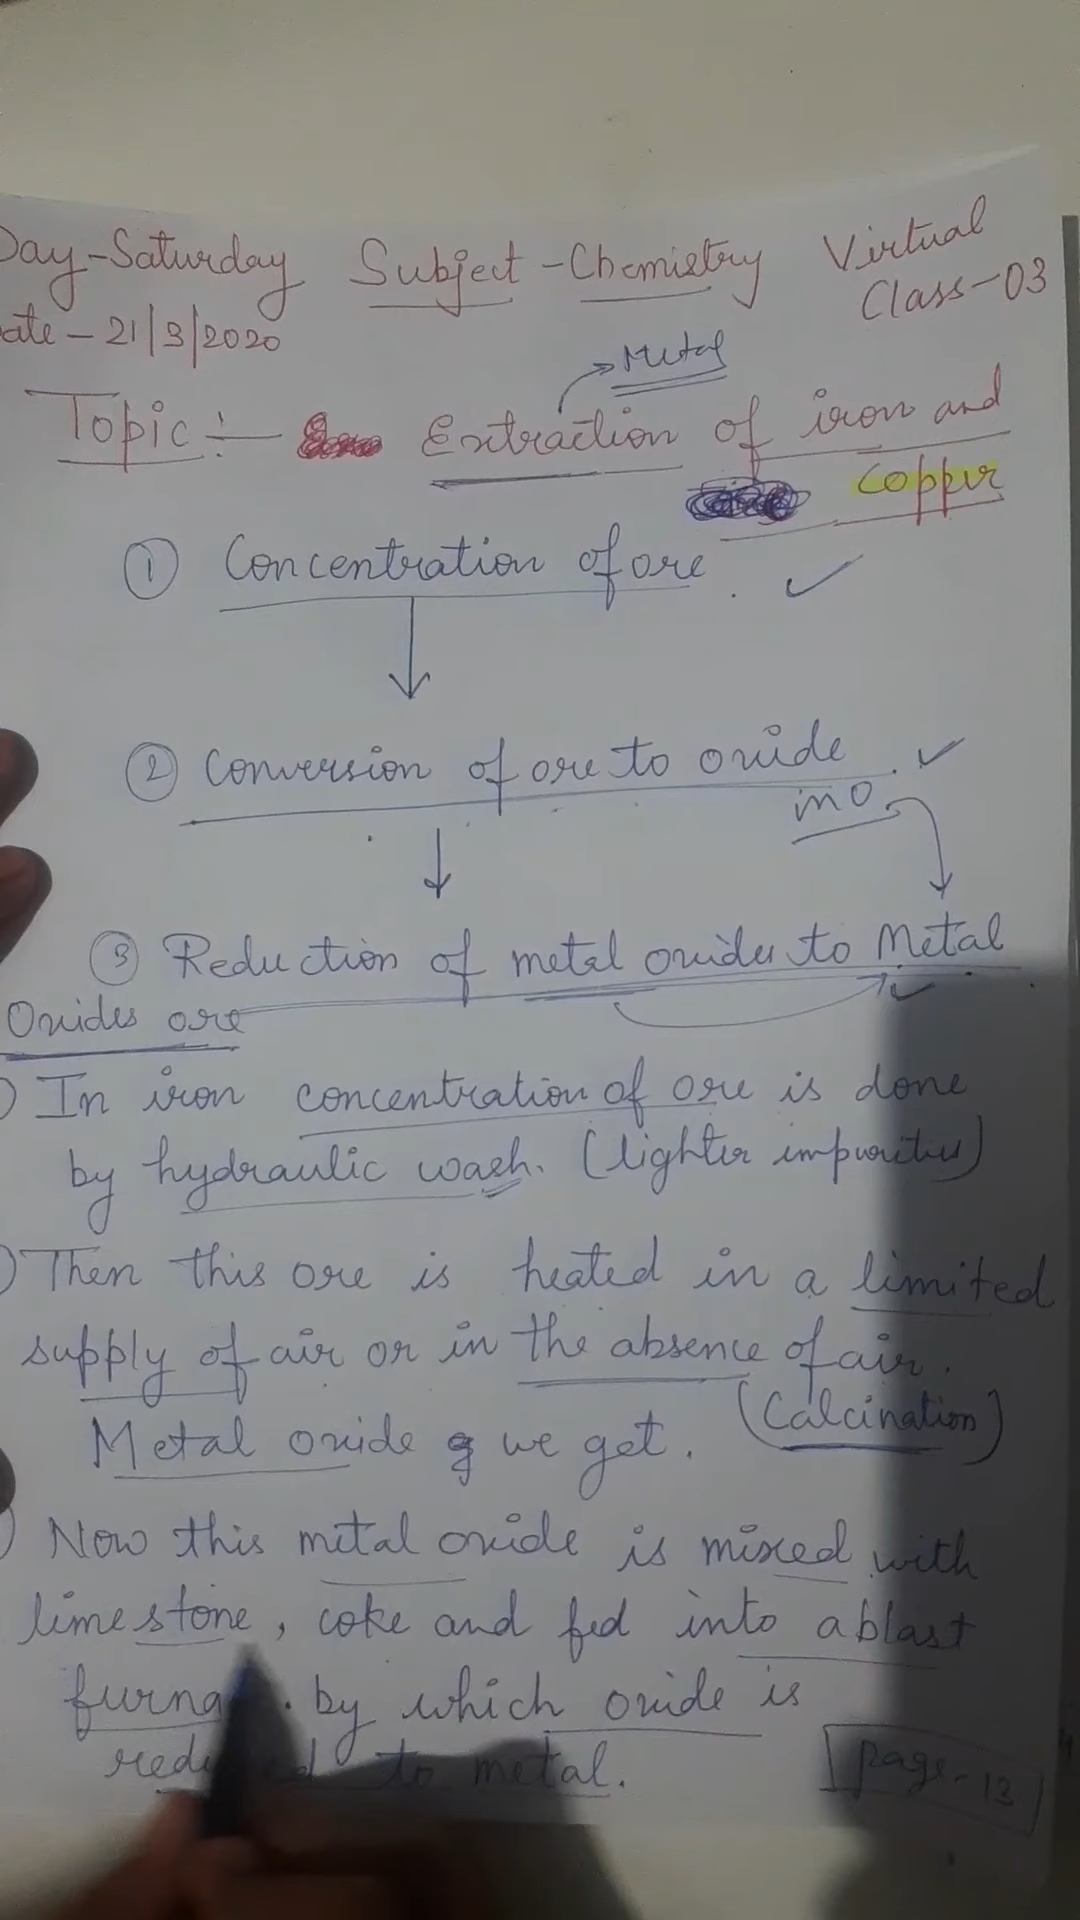 Day-Saturday Subject-Chemistry Virtual Class-03
ate-21/3/2020
Metal
Topic:- Extraction of iron and
Copper
① Concentration of ore.
② Conversion of ore to oxide.
mo
③ Reduction of metal oxides to Metal
Oxides ore
) In iron concentration of ore is done
by hydraulic wash. (lighter impurities)
) Then this ore is heated in a limited
supply of air or in the absence of air.
(Calcination)
Metal oxide we get.
) Now this metal oxide is mixed with
limestone, coke and fed into a blast
furna . by which oxide is
red d to metal.
page-13